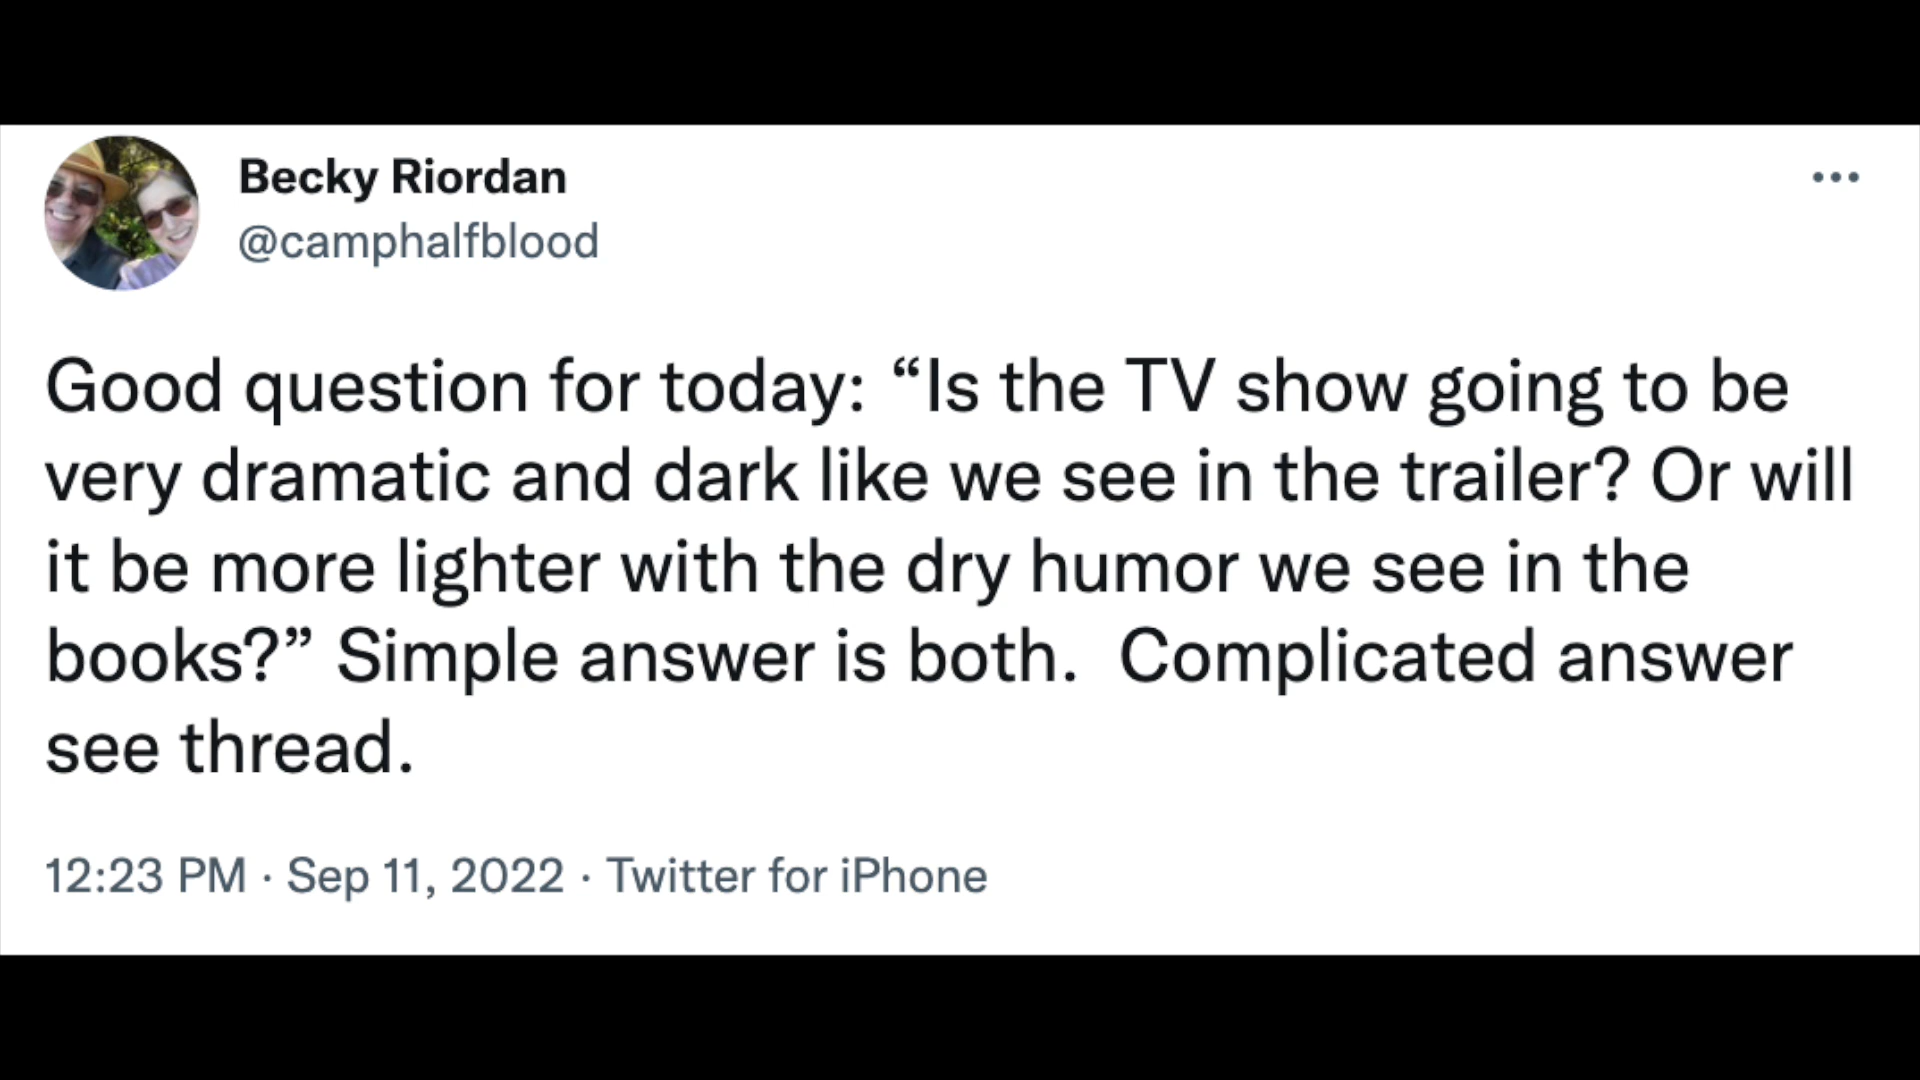 Becky Riordan
@camphalfblood
Good question for today: “Is the TV show going to be
very dramatic and dark like we see in the trailer? Or will
it be more lighter with the dry humor we see in the
books?” Simple answer is both.  Complicated answer
see thread.
12:23 PM · Sep 11, 2022 · Twitter for iPhone